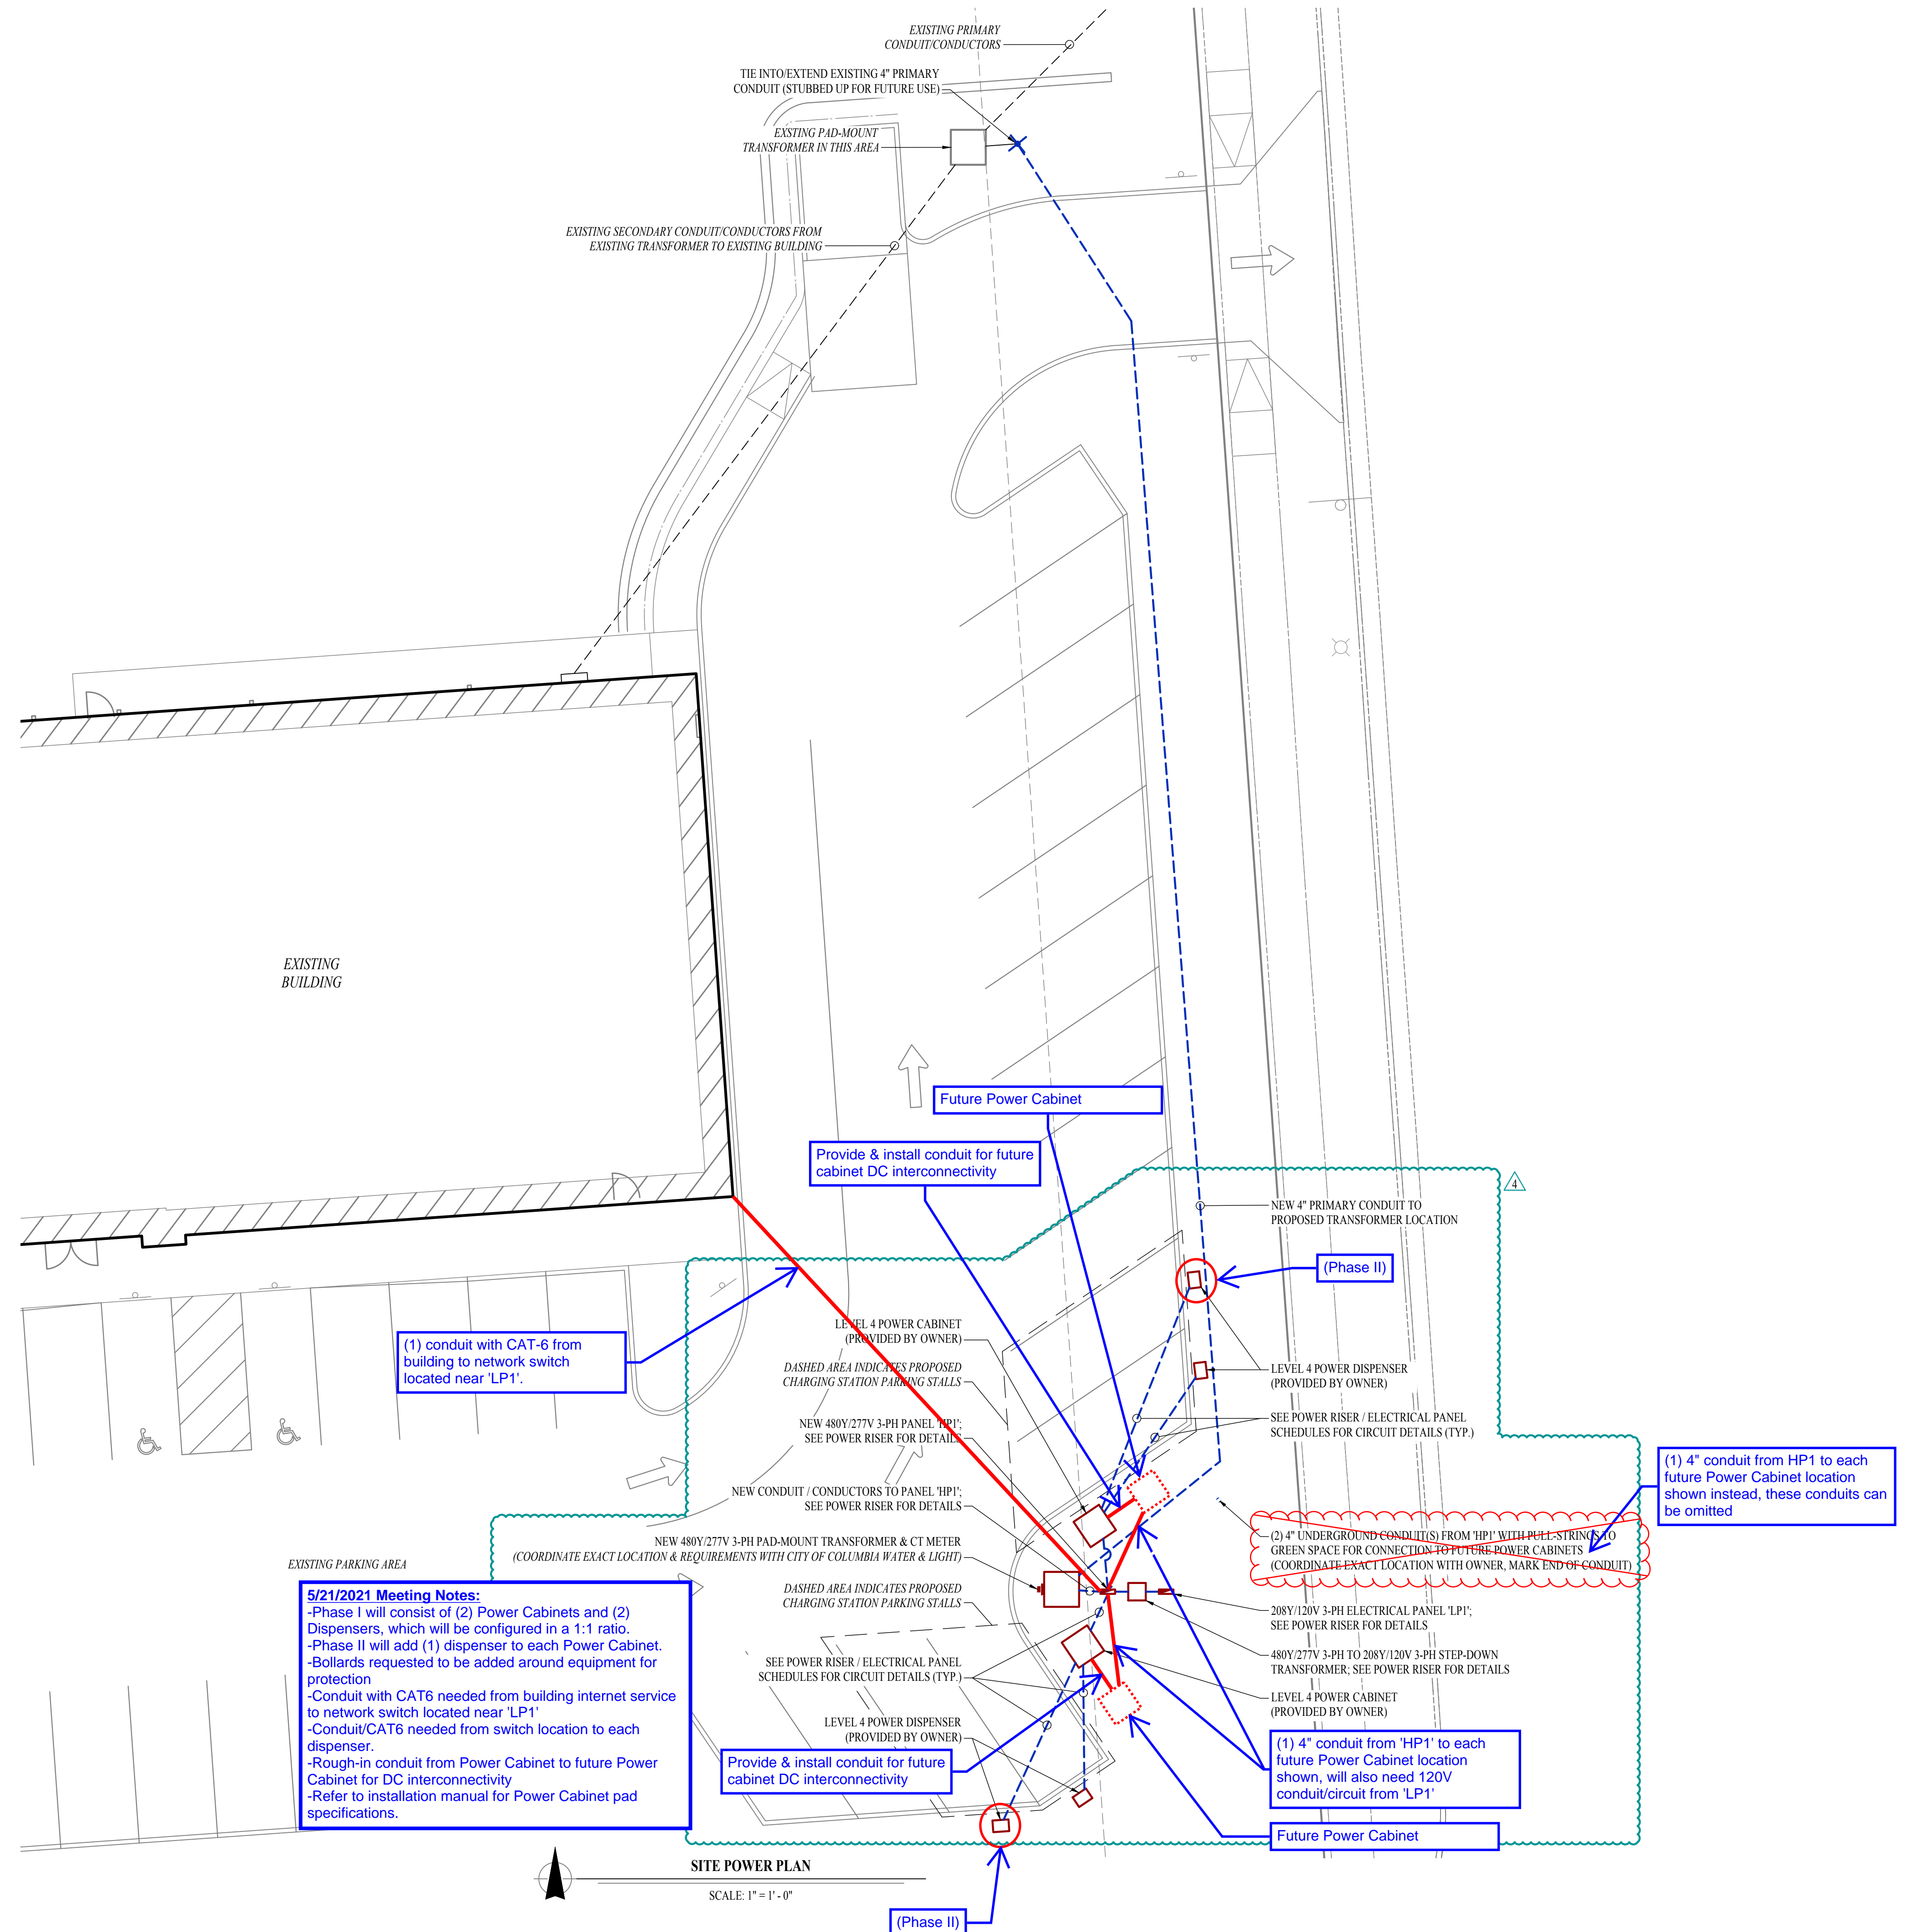 EXISTING PRIMARY
CONDUIT/CONDUCTORS
TIE INTO/EXTEND EXISTING 4" PRIMARY
CONDUIT (STUBBED UP FOR FUTURE USE)
EXSTING PAD-MOUNT
TRANSFORMER IN THIS AREA
EXISTING SECONDARY CONDUIT/CONDUCTORS FROM
EXISTING TRANSFORMER TO EXISTING BUILDING
EXISTING
BUILDING
Future Power Cabinet
Provide & install conduit for future
cabinet DC interconnectivity
4
NEW 4" PRIMARY CONDUIT TO
PROPOSED TRANSFORMER LOCATION
(Phase II)
(1) conduit with CAT-6 from
building to network switch
located near 'LP1'.
LEVEL 4 POWER CABINET
(PROVIDED BY OWNER)
DASHED AREA INDICATES PROPOSED
CHARGING STATION PARKING STALLS
LEVEL 4 POWER DISPENSER
(PROVIDED BY OWNER)
NEW 480Y/277V 3-PH PANEL 'HP1';
SEE POWER RISER FOR DETAILS
SEE POWER RISER / ELECTRICAL PANEL
SCHEDULES FOR CIRCUIT DETAILS (TYP.)
(1) 4" conduit from HP1 to each
future Power Cabinet location
shown instead, these conduits can
be omitted
NEW CONDUIT / CONDUCTORS TO PANEL 'HP1';
SEE POWER RISER FOR DETAILS
NEW 480Y/277V 3-PH PAD-MOUNT TRANSFORMER & CT METER
(COORDINATE EXACT LOCATION & REQUIREMENTS WITH CITY OF COLUMBIA WATER & LIGHT)
(2) 4" UNDERGROUND CONDUIT(S) FROM 'HP1' WITH PULL-STRINGS TO
GREEN SPACE FOR CONNECTION TO FUTURE POWER CABINETS
(COORDINATE EXACT LOCATION WITH OWNER, MARK END OF CONDUIT)
EXISTING PARKING AREA
DASHED AREA INDICATES PROPOSED
CHARGING STATION PARKING STALLS
208Y/120V 3-PH ELECTRICAL PANEL 'LP1';
SEE POWER RISER FOR DETAILS
5/21/2021 Meeting Notes:
-Phase I will consist of (2) Power Cabinets and (2)
Dispensers, which will be configured in a 1:1 ratio.
-Phase II will add (1) dispenser to each Power Cabinet.
-Bollards requested to be added around equipment for
protection
-Conduit with CAT6 needed from building internet service
to network switch located near 'LP1'
-Conduit/CAT6 needed from switch location to each
dispenser.
-Rough-in conduit from Power Cabinet to future Power
Cabinet for DC interconnectivity
-Refer to installation manual for Power Cabinet pad
specifications.
SEE POWER RISER / ELECTRICAL PANEL
SCHEDULES FOR CIRCUIT DETAILS (TYP.)
480Y/277V 3-PH TO 208Y/120V 3-PH STEP-DOWN
TRANSFORMER; SEE POWER RISER FOR DETAILS
LEVEL 4 POWER CABINET
(PROVIDED BY OWNER)
LEVEL 4 POWER DISPENSER
(PROVIDED BY OWNER)
Provide & install conduit for future
cabinet DC interconnectivity
(1) 4" conduit from 'HP1' to each
future Power Cabinet location
shown, will also need 120V
conduit/circuit from 'LP1'
Future Power Cabinet
SITE POWER PLAN
SCALE: 1" = 1' - 0"
(Phase II)